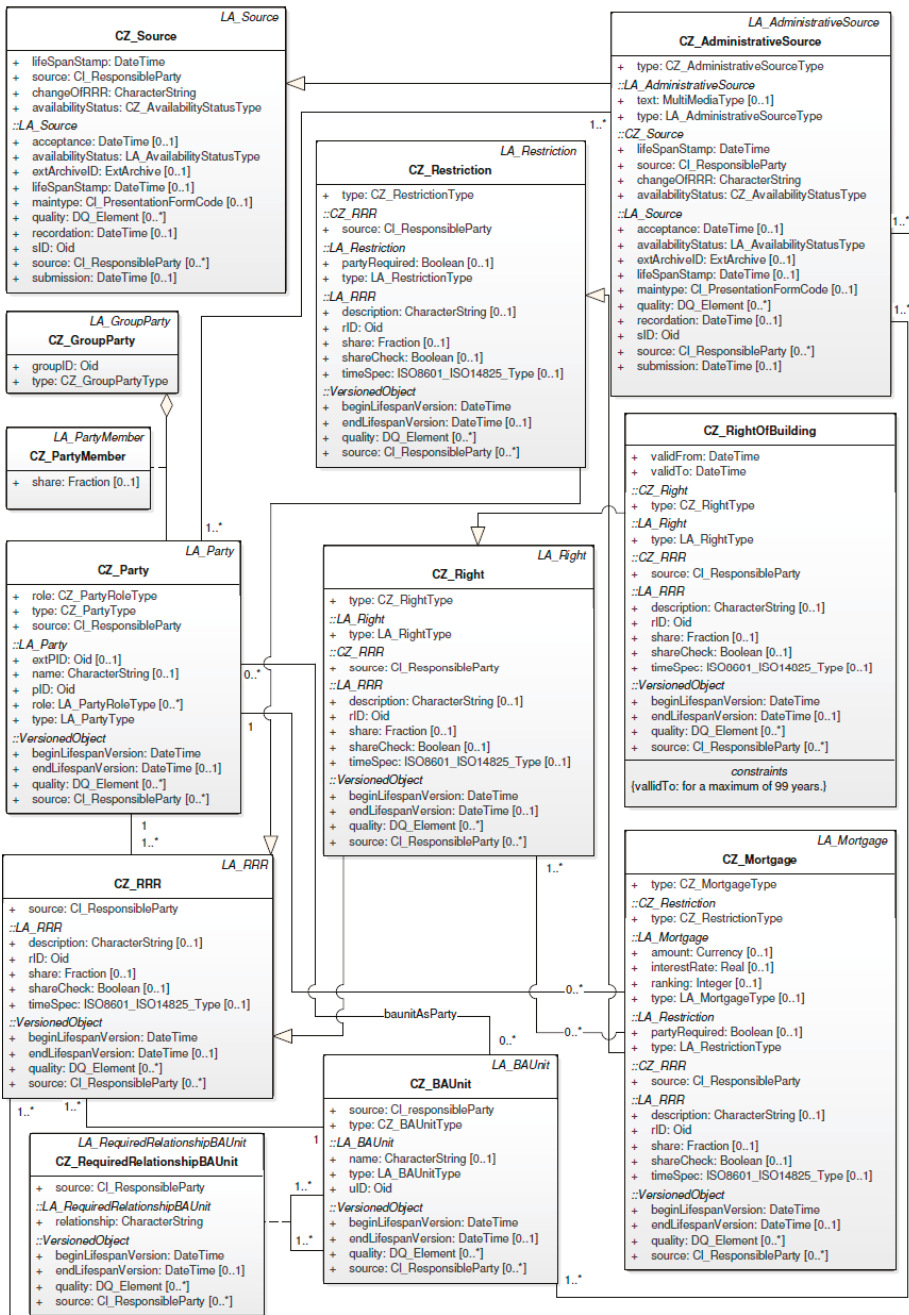 LA_Source
CZ_Source
+ lifeSpanStamp: DateTime
+ source: CI_ResponsibleParty
+ changeOfRRR: CharacterString
+ availabilityStatus: CZ_AvailabilityStatusType
::LA_Source
+ acceptance: DateTime [0..1]
+ availabilityStatus: LA_AvailabilityStatusType
+ extArchiveID: ExtArchive [0..1]
+ lifeSpanStamp: DateTime [0..1]
+ maintype: CI_PresentationFormCode [0..1]
+ quality: DQ_Element [0..*]
+ recordation: DateTime [0..1]
+ sID: Oid
+ source: CI_ResponsibleParty [0..*]
+ submission: DateTime [0..1]
LA_AdministrativeSource
CZ_AdministrativeSource
+ type: CZ_AdministrativeSourceType
::LA_AdministrativeSource
+ text: MultiMediaType [0..1]
+ type: LA_AdministrativeSourceType
::CZ_Source
+ lifeSpanStamp: DateTime
+ source: CI_ResponsibleParty
+ changeOfRRR: CharacterString
+ availabilityStatus: CZ_AvailabilityStatusType
::LA_Source
+ acceptance: DateTime [0..1]
+ availabilityStatus: LA_AvailabilityStatusType
+ extArchiveID: ExtArchive [0..1]
+ lifeSpanStamp: DateTime [0..1]
+ maintype: CI_PresentationFormCode [0..1]
+ quality: DQ_Element [0..*]
+ recordation: DateTime [0..1]
+ sID: Oid
+ source: CI_ResponsibleParty [0..*]
+ submission: DateTime [0..1]
1..*
1..*
1..*
LA_Restriction
CZ_Restriction
+ type: CZ_RestrictionType
::CZ_RRR
+ source: CI_ResponsibleParty
::LA_Restriction
+ partyRequired: Boolean [0..1]
+ type: LA_RestrictionType
::LA_RRR
+ description: CharacterString [0..1]
+ rID: Oid
+ share: Fraction [0..1]
+ shareCheck: Boolean [0..1]
+ timeSpec: ISO8601_ISO14825_Type [0..1]
::VersionedObject
+ beginLifespanVersion: DateTime
+ endLifespanVersion: DateTime [0..1]
+ quality: DQ_Element [0..*]
+ source: CI_ResponsibleParty [0..*]
LA_GroupParty
CZ_GroupParty
+ groupID: Oid
+ type: CZ_GroupPartyType
LA_PartyMember
CZ_PartyMember
+ share: Fraction [0..1]
1..*
CZ_RightOfBuilding
+ validFrom: DateTime
+ validTo: DateTime
::CZ_Right
+ type: CZ_RightType
::LA_Right
+ type: LA_RightType
::CZ_RRR
+ source: CI_ResponsibleParty
::LA_RRR
+ description: CharacterString [0..1]
+ rID: Oid
+ share: Fraction [0..1]
+ shareCheck: Boolean [0..1]
+ timeSpec: ISO8601_ISO14825_Type [0..1]
::VersionedObject
+ beginLifespanVersion: DateTime
+ endLifespanVersion: DateTime [0..1]
+ quality: DQ_Element [0..*]
+ source: CI_ResponsibleParty [0..*]
constraints
{vallidTo: for a maximum of 99 years.}
LA_Party
CZ_Party
+ role: CZ_PartyRoleType
+ type: CZ_PartyType
+ source: CI_ResponsibleParty
::LA_Party
+ extPID: Oid [0..1]
+ name: CharacterString [0..1]
+ pID: Oid
+ role: LA_PartyRoleType [0..*]
+ type: LA_PartyType
::VersionedObject
+ beginLifespanVersion: DateTime
+ endLifespanVersion: DateTime [0..1]
+ quality: DQ_Element [0..*]
+ source: CI_ResponsibleParty [0..*]
0..*
1
1
1..*
LA_Right
CZ_Right
+ type: CZ_RightType
::LA_Right
+ type: LA_RightType
::CZ_RRR
+ source: CI_ResponsibleParty
::LA_RRR
+ description: CharacterString [0..1]
+ rID: Oid
+ share: Fraction [0..1]
+ shareCheck: Boolean [0..1]
+ timeSpec: ISO8601_ISO14825_Type [0..1]
::VersionedObject
+ beginLifespanVersion: DateTime
+ endLifespanVersion: DateTime [0..1]
+ quality: DQ_Element [0..*]
+ source: CI_ResponsibleParty [0..*]
1..*
LA_RRR
CZ_RRR
+ source: CI_ResponsibleParty
::LA_RRR
+ description: CharacterString [0..1]
+ rID: Oid
+ share: Fraction [0..1]
+ shareCheck: Boolean [0..1]
+ timeSpec: ISO8601_ISO14825_Type [0..1]
::VersionedObject
+ beginLifespanVersion: DateTime
+ endLifespanVersion: DateTime [0..1]
+ quality: DQ_Element [0..*]
+ source: CI_ResponsibleParty [0..*]
1..*
1..*
LA_Mortgage
CZ_Mortgage
+ type: CZ_MortgageType
::CZ_Restriction
+ type: CZ_RestrictionType
::LA_Mortgage
+ amount: Currency [0..1]
+ interestRate: Real [0..1]
+ ranking: Integer [0..1]
+ type: LA_MortgageType [0..1]
::LA_Restriction
+ partyRequired: Boolean [0..1]
+ type: LA_RestrictionType
::CZ_RRR
+ source: CI_ResponsibleParty
::LA_RRR
+ description: CharacterString [0..1]
+ rID: Oid
+ share: Fraction [0..1]
+ shareCheck: Boolean [0..1]
+ timeSpec: ISO8601_ISO14825_Type [0..1]
::VersionedObject
+ beginLifespanVersion: DateTime
+ endLifespanVersion: DateTime [0..1]
+ quality: DQ_Element [0..*]
+ source: CI_ResponsibleParty [0..*]
0..*
0..*
baunitAsParty
0..*
LA_BAUnit
CZ_BAUnit
+ source: CI_responsibleParty
+ type: CZ_BAUnitType
::LA_BAUnit
+ name: CharacterString [0..1]
+ type: LA_BAUnitType
+ uID: Oid
::VersionedObject
+ beginLifespanVersion: DateTime
+ endLifespanVersion: DateTime [0..1]
+ quality: DQ_Element [0..*]
+ source: CI_ResponsibleParty [0..*]
1
1..*
1..*
1..*
LA_RequiredRelationshipBAUnit
CZ_RequiredRelationshipBAUnit
+ source: CI_ResponsibleParty
::LA_RequiredRelationshipBAUnit
+ relationship: CharacterString
::VersionedObject
+ beginLifespanVersion: DateTime
+ endLifespanVersion: DateTime [0..1]
+ quality: DQ_Element [0..*]
+ source: CI_ResponsibleParty [0..*]